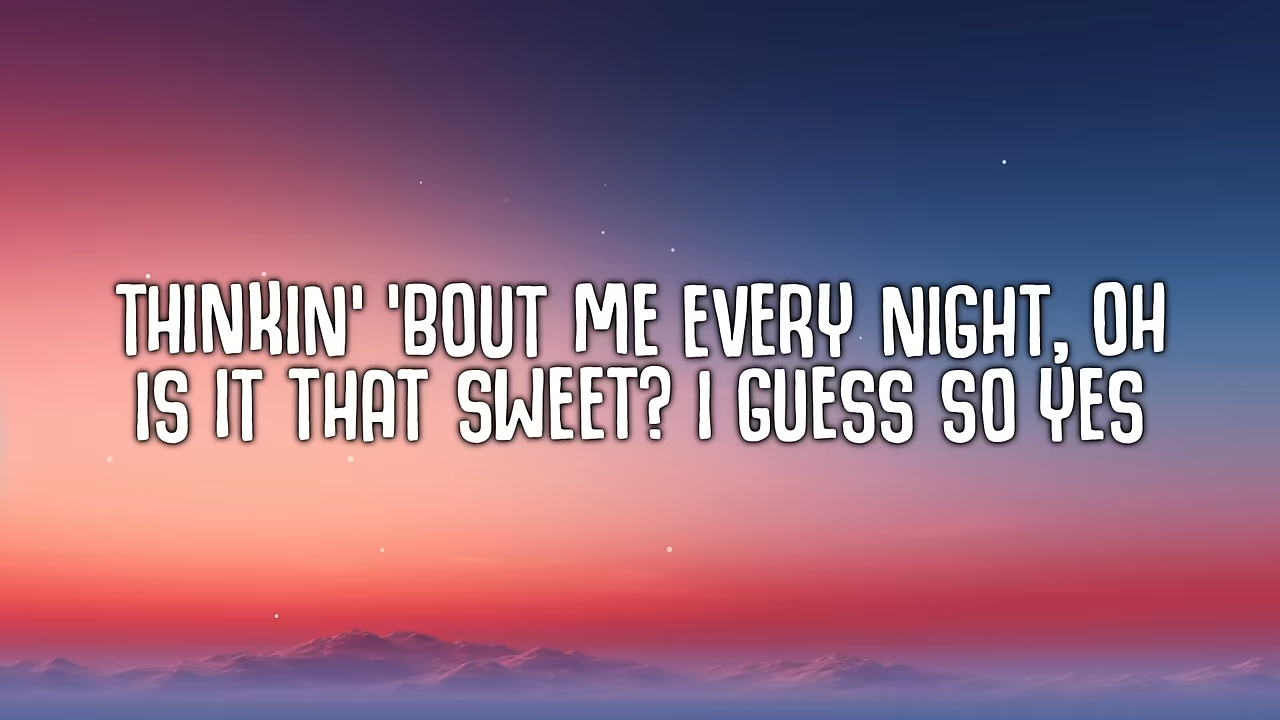 THINKIN' 'BOUT ME EVERY NIGHT, OH
IS IT THAT SWEET? I GUESS SO YES